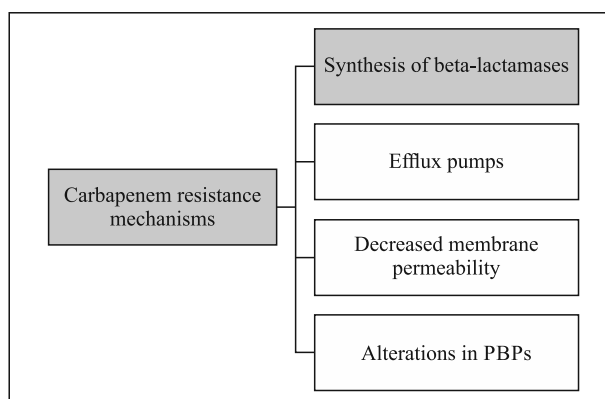 Synthesis of beta-lactamases
Efflux pumps
Carbapenem resistance
mechanisms
Decreased membrane
permeability
Alterations in PBPs